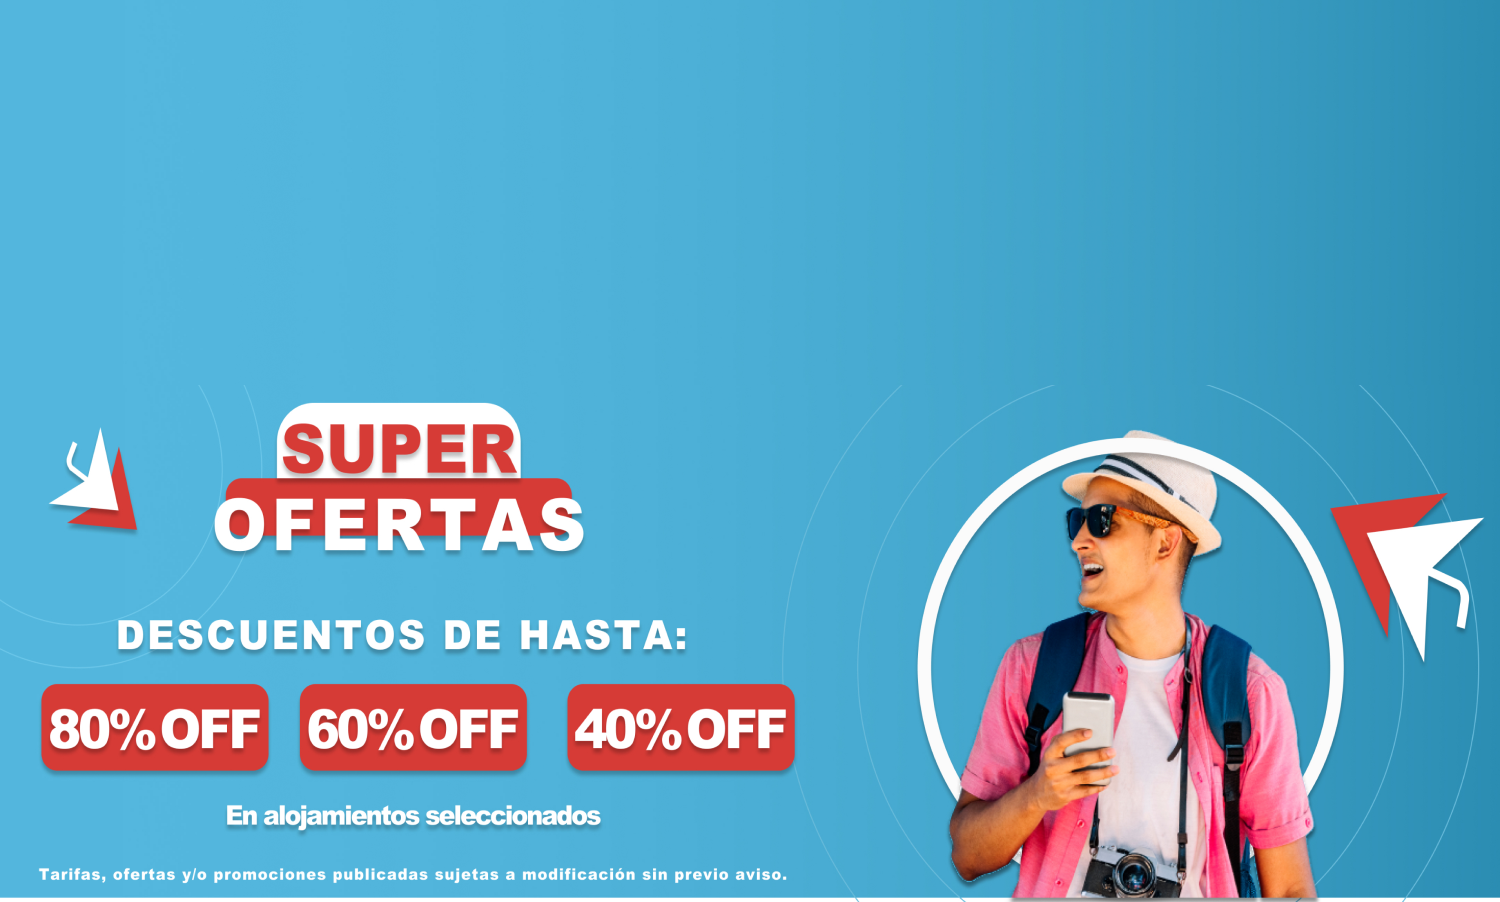 SUPER
OFERTAS
DESCUENTOS DE HASTA:
80% OFF 60% OFF 40% OFF
En alojamientos seleccionados
Tarifas, ofertas y/o promociones publicadas sujetas a modificación sin previo aviso.